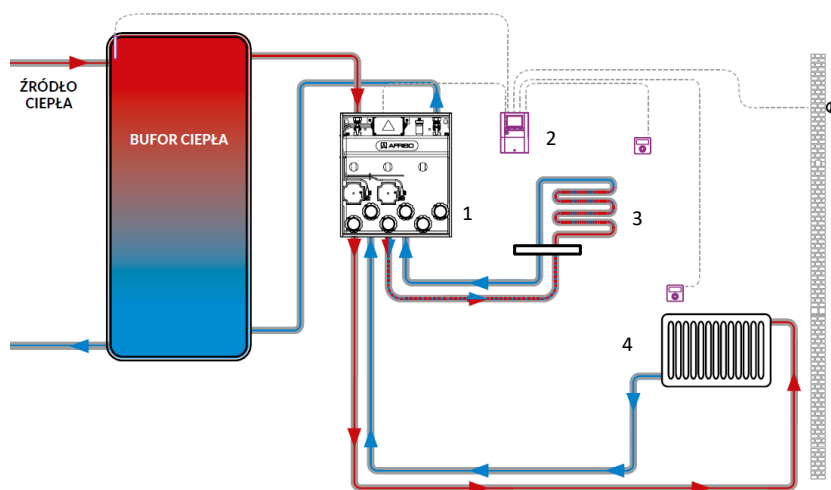 ŹRÓDŁO
CIEPŁA
BUFOR CIEPŁA
AFRISO
1
2
3
4